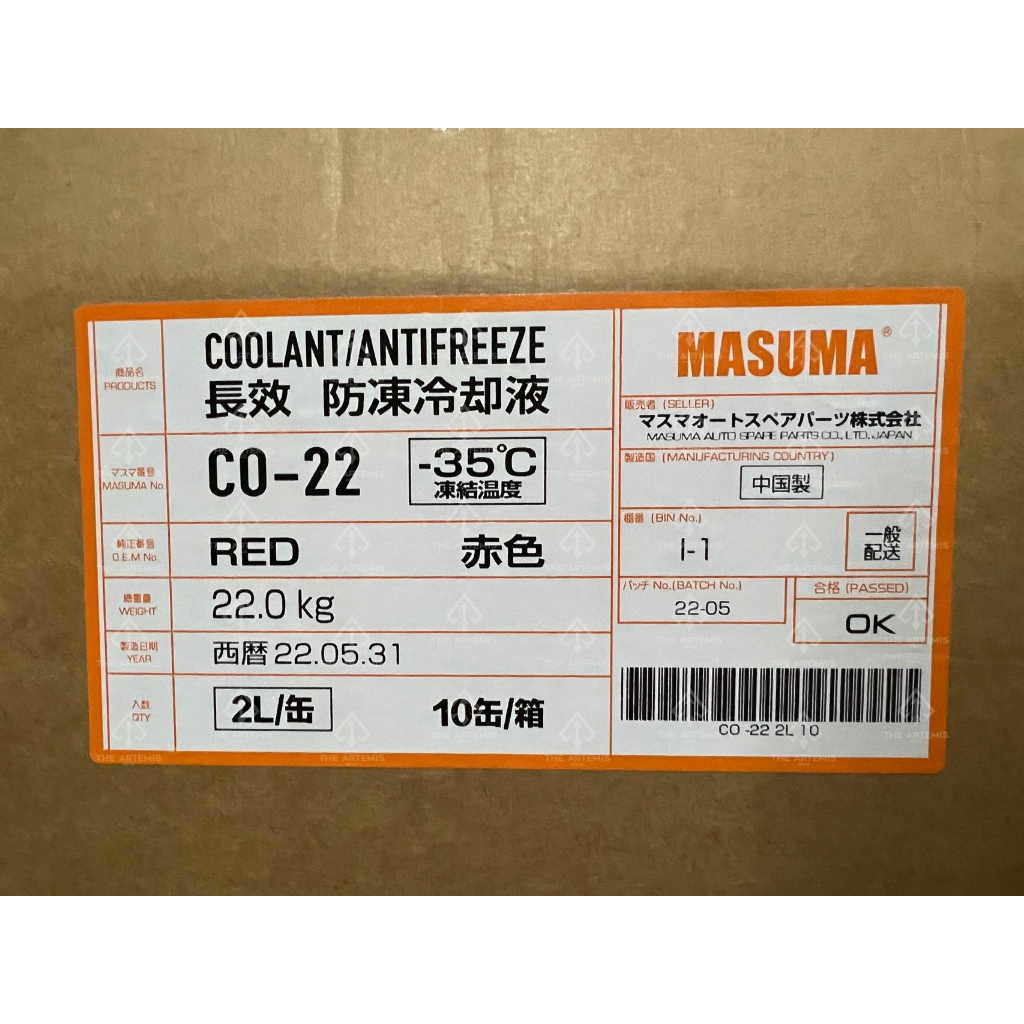 商品名
PRODUCTS
COOLANT/ANTIFREEZE
長效 防凍冷却液
マスマ番号
MASUMA No.
CO-22
-35℃
凍結温度
純正番号
O.E.M No.
RED 赤色
總重量
WEIGHT
22.0 kg
製造日期
YEAR
西暦 22.05.31
入数
QTY
2L/缶 10缶/箱
MASUMA®
販売者 (SELLER)
マスマオートスペアパーツ株式会社
MASUMA AUTO SPARE PARTS CO., LTD. JAPAN
製造国 (MANUFACTURING COUNTRY)
中国製
棚番 (BIN No.)
I-1
一般
配送
バッチ No.(BATCH No.)
22-05
合格 (PASSED)
OK
CO -22 2L 10
THE ARTEMIS